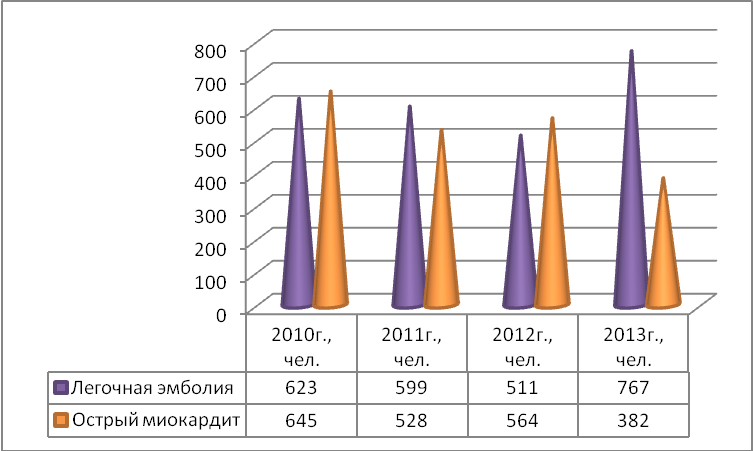 800
700
600
500
400
300
200
100
0
2010г., 2011г., 2012г., 2013г.,
чел. чел. чел. чел.
Легочная эмболия 623 599 511 767
Острый миокардит 645 528 564 382